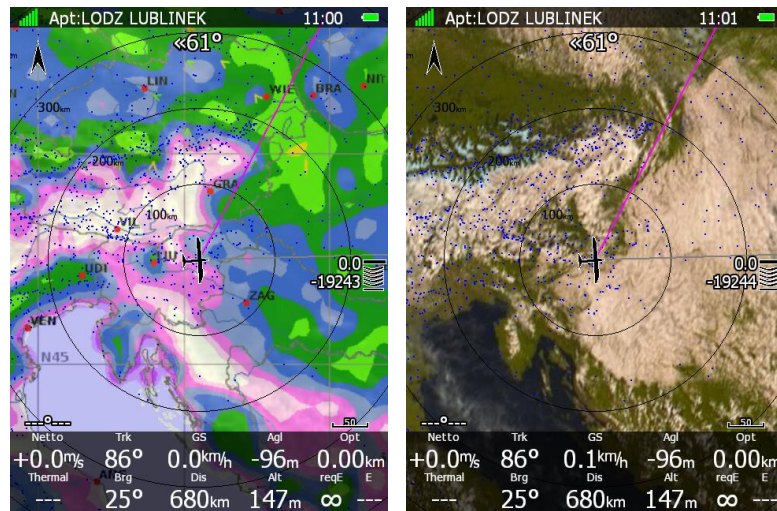 Apt:LODZ LUBLINEK 11:00
«61°
LIN
WIE
BRA
NIT
300km
200km
GRA
100km
VIL
LJU
UDI
0.0
-19243
ZAG
VEN
N45
---°---
50
Netto Trk GS Agl Opt
+0.0m/s 86° 0.0km/h -96m 0.00km
Thermal Brg Dis Alt reqE E
--- 25° 680km 147m ∞ ---
Apt:LODZ LUBLINEK 11:01
«61°
300km
200km
100km
0.0
-19244
---°---
50
Netto Trk GS Agl Opt
+0.0m/s 86° 0.1km/h -96m 0.00km
Thermal Brg Dis Alt reqE E
--- 25° 680km 147m ∞ ---